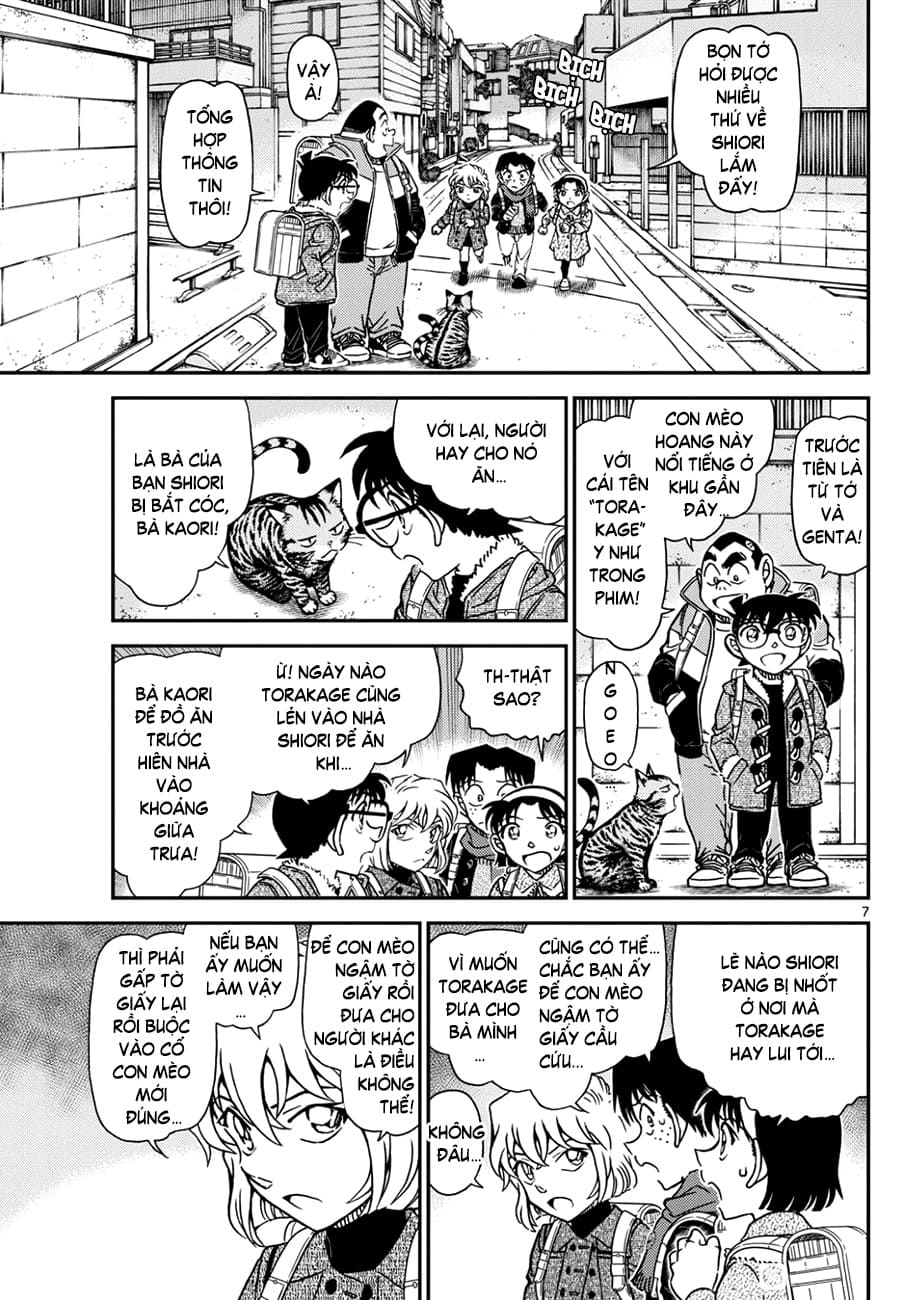 BỌN TỚ
HỎI ĐƯỢC
NHIỀU
THỨ VỀ
SHIORI
LẮM
ĐẤY!
BỊCH
BỊCH
BỊCH
VẬY
À!
TỔNG
HỢP
THÔNG
TIN
THÔI!
TRƯỚC
TIÊN LÀ
TỪ TỚ
VÀ
GENTA!
CON MÈO
HOANG NÀY
NỔI TIẾNG Ở
KHU GẦN
ĐÂY...
VỚI
CÁI TÊN
“TORA-
KAGE”
Y NHƯ
TRONG
PHIM!
NGOEO
VỚI LẠI, NGƯỜI
HAY CHO NÓ
ĂN...
LÀ BÀ CỦA
BẠN SHIORI
BỊ BẮT CÓC,
BÀ KAORI!
TH-THẬT
SAO?
Ừ! NGÀY NÀO
TORAKAGE CŨNG
LẺN VÀO NHÀ
SHIORI ĐỂ ĂN
KHI...
BÀ KAORI
ĐỂ ĐỒ ĂN
TRƯỚC
HIÊN NHÀ
VÀO
KHOẢNG
GIỮA
TRƯA!
7
LẼ NÀO SHIORI
ĐANG BỊ NHỐT
Ở NƠI MÀ
TORAKAGE
HAY LUI TỚI...
CŨNG CÓ THỂ...
CHẮC BẠN ẤY
ĐỂ CON MÈO
NGẬM TỜ
GIẤY CẦU
CỨU...
VÌ MUỐN
TORAKAGE
ĐƯA CHO
BÀ MÌNH
...
KHÔNG
ĐÂU...
ĐỂ CON MÈO
NGẬM TỜ
GIẤY RỒI
ĐƯA CHO
NGƯỜI KHÁC
LÀ ĐIỀU
KHÔNG
THỂ!
NẾU BẠN
ẤY MUỐN
LÀM VẬY
...
THÌ PHẢI
GẤP TỜ
GIẤY LẠI
RỒI BUỘC
VÀO CỔ
CON MÈO
MỚI
ĐÚNG...